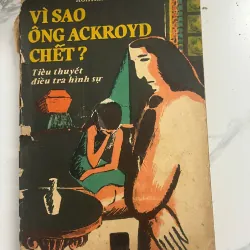 VÌ SAO
ÔNG ACKROYD
CHẾT?
Tiểu thuyết
điều tra hình sự